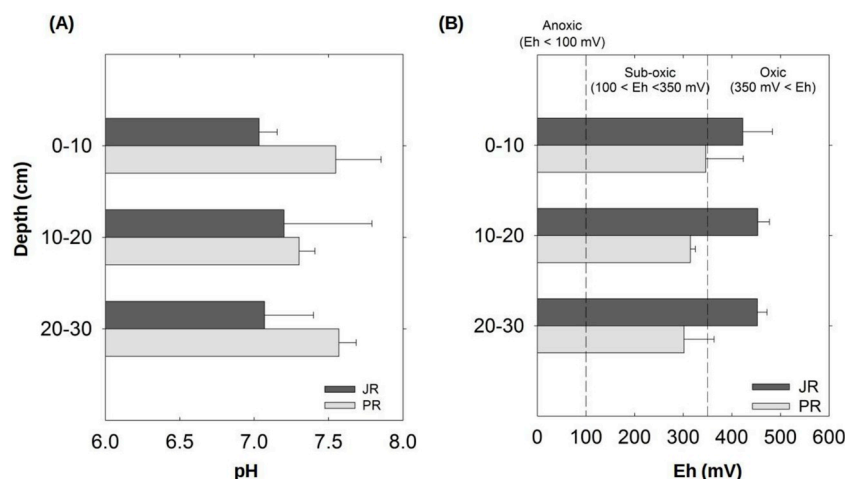 (A)
Depth (cm)
0-10
10-20
20-30
JR
PR
6.0 6.5 7.0 7.5 8.0
pH
(B)
Anoxic
(Eh < 100 mV)
Sub-oxic
(100 < Eh <350 mV)
Oxic
(350 mV < Eh)
0-10
10-20
20-30
JR
PR
0 100 200 300 400 500 600
Eh (mV)